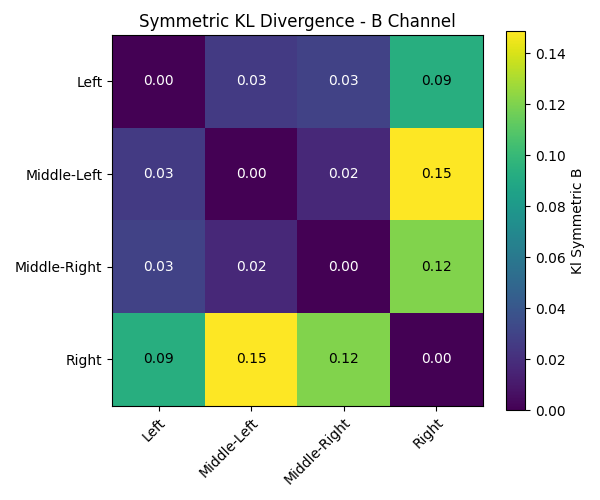 Symmetric KL Divergence - B Channel
Left 0.00 0.03 0.03 0.09
Middle-Left 0.03 0.00 0.02 0.15
Middle-Right 0.03 0.02 0.00 0.12
Right 0.09 0.15 0.12 0.00
Left Middle-Left Middle-Right Right
0.14
0.12
0.10
0.08
0.06
0.04
0.02
0.00
Kl Symmetric B